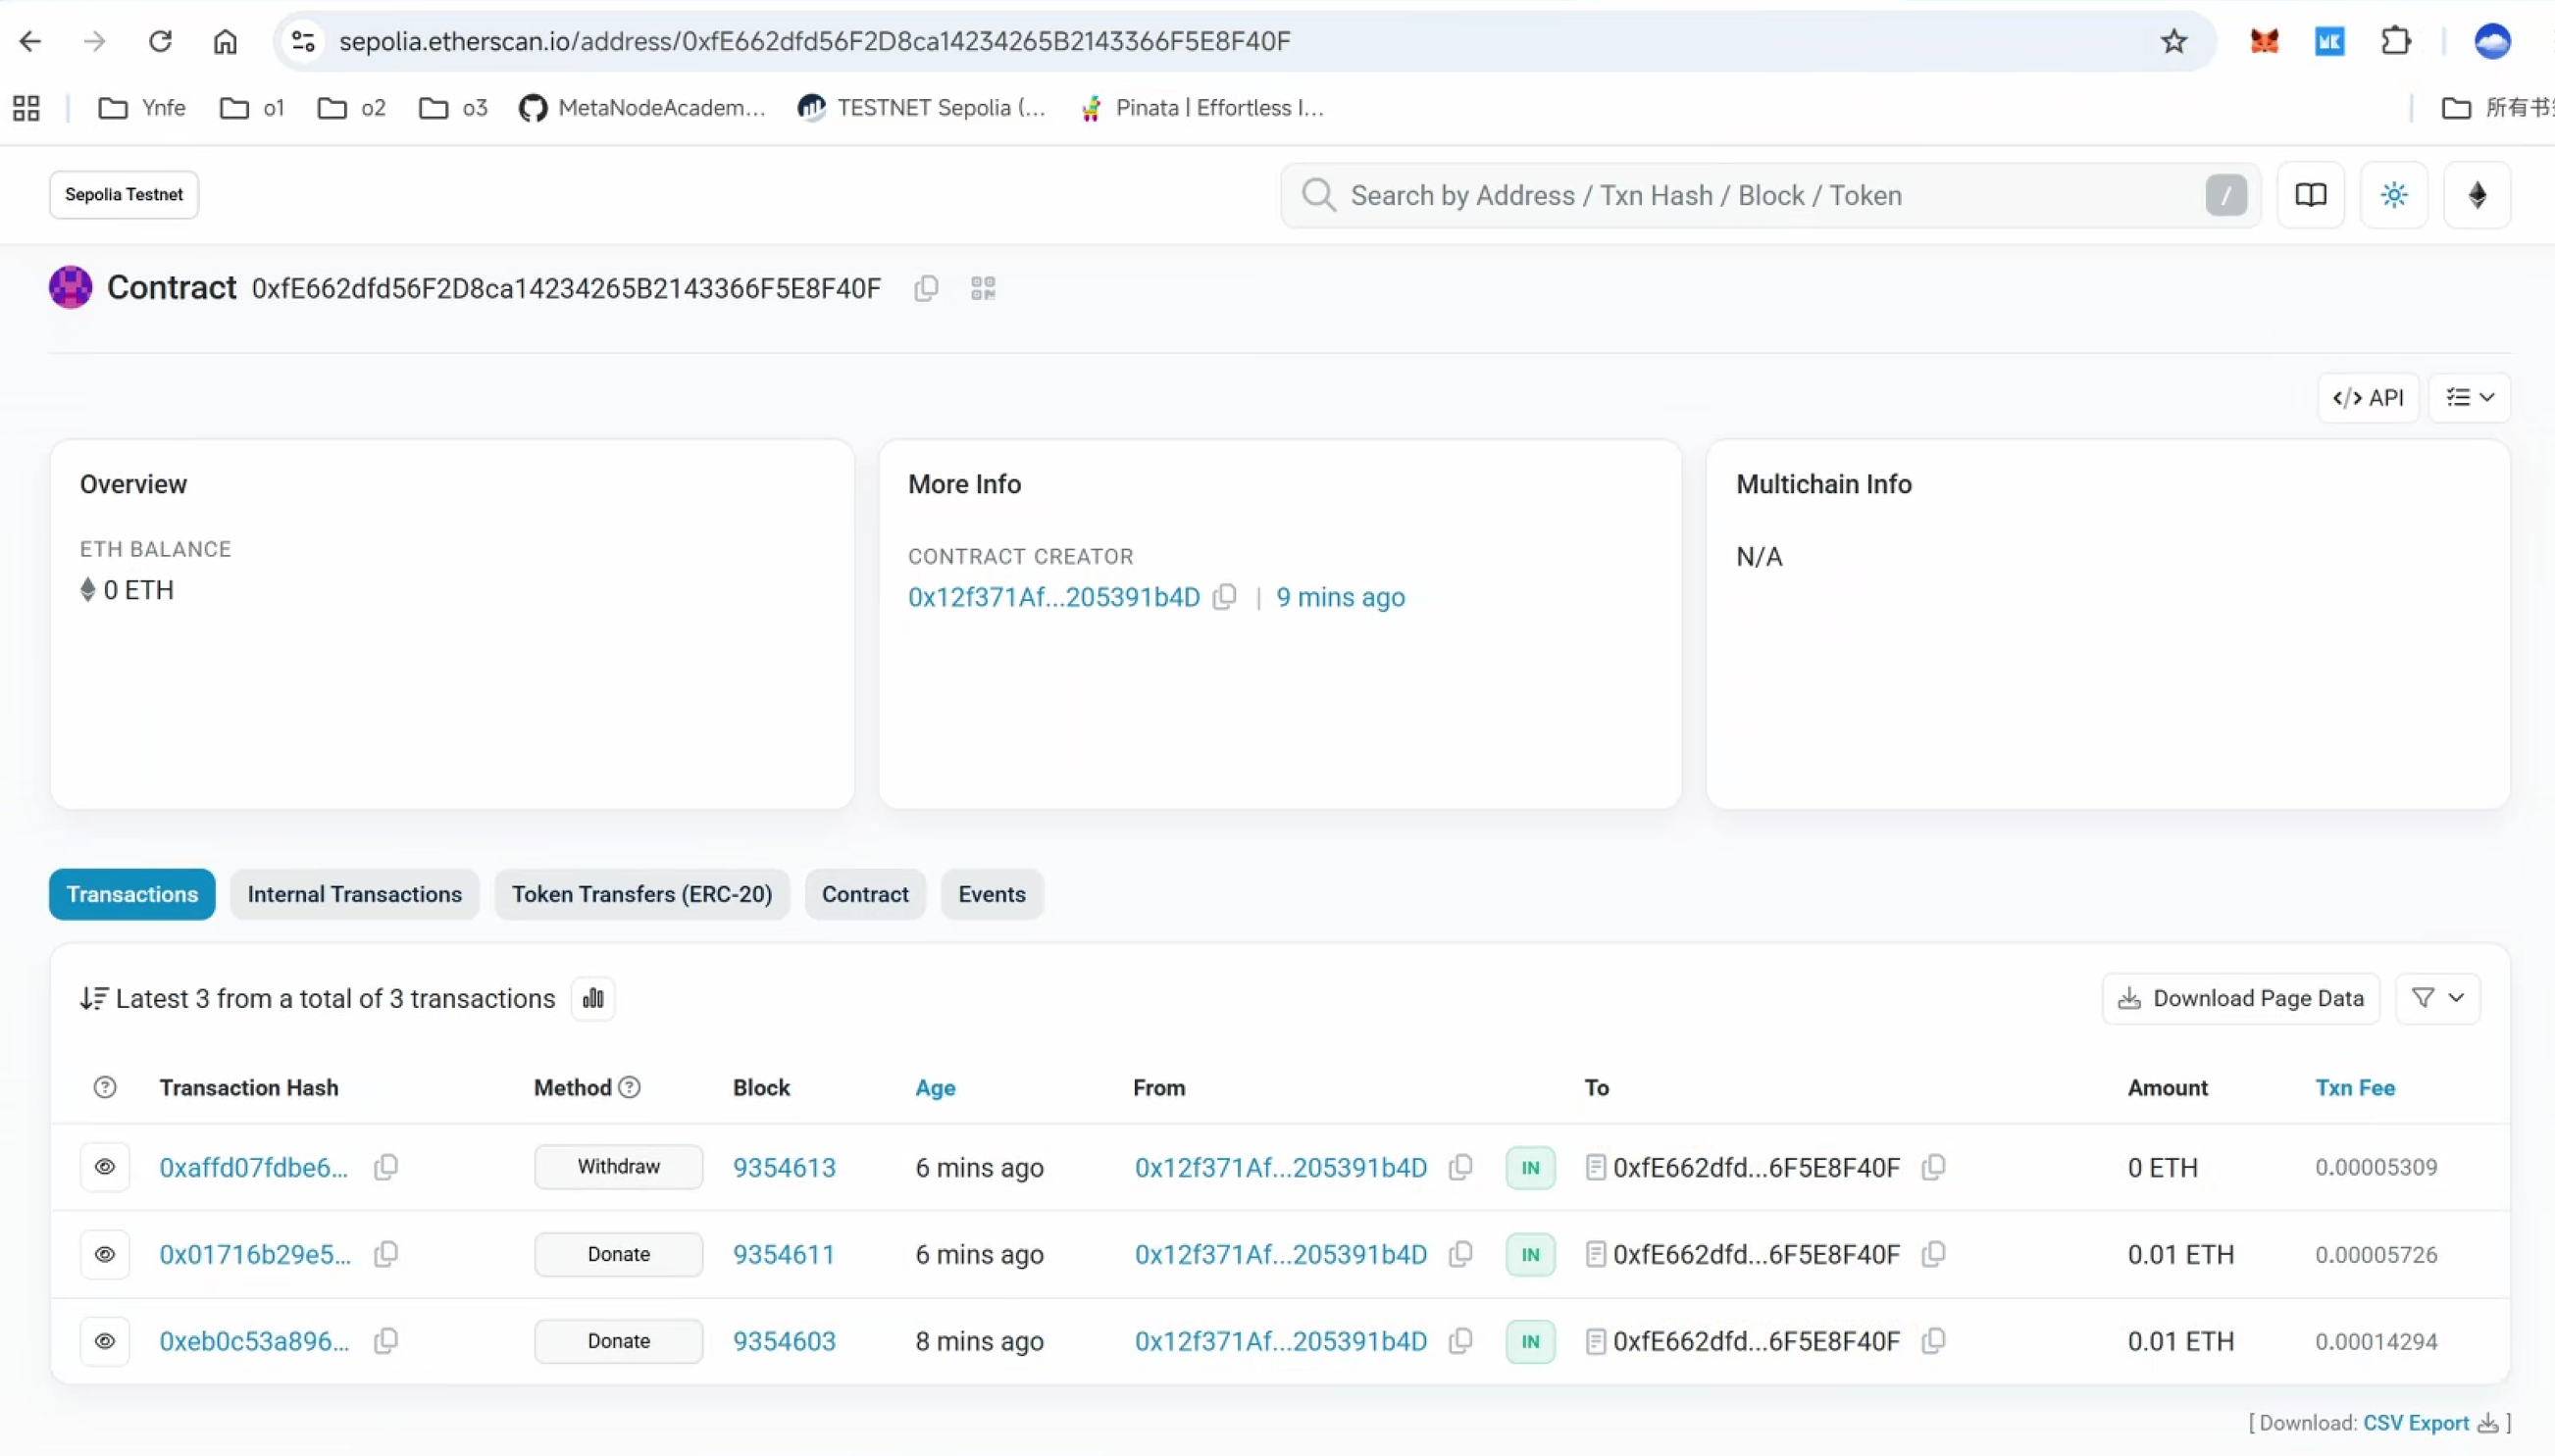 sepolia.etherscan.io/address/0xfE662dfd56F2D8ca14234265B2143366F5E8F40F
MK
Ynfe o1 o2 o3 MetaNodeAcadem... TESTNET Sepolia (... Pinata | Effortless I... 所有书
Sepolia Testnet
Search by Address / Txn Hash / Block / Token /
Contract 0xfE662dfd56F2D8ca14234265B2143366F5E8F40F
</> API
Overview
ETH BALANCE
0 ETH
More Info
CONTRACT CREATOR
0x12f371Af...205391b4D | 9 mins ago
Multichain Info
N/A
Transactions Internal Transactions Token Transfers (ERC-20) Contract Events
Latest 3 from a total of 3 transactions
Download Page Data
Transaction Hash Method Block Age From To Amount Txn Fee
0xaffd07fdbe6... Withdraw 9354613 6 mins ago 0x12f371Af...205391b4D IN 0xfE662dfd...6F5E8F40F 0 ETH 0.00005309
0x01716b29e5... Donate 9354611 6 mins ago 0x12f371Af...205391b4D IN 0xfE662dfd...6F5E8F40F 0.01 ETH 0.00005726
0xeb0c53a896... Donate 9354603 8 mins ago 0x12f371Af...205391b4D IN 0xfE662dfd...6F5E8F40F 0.01 ETH 0.00014294
[ Download: CSV Export ]